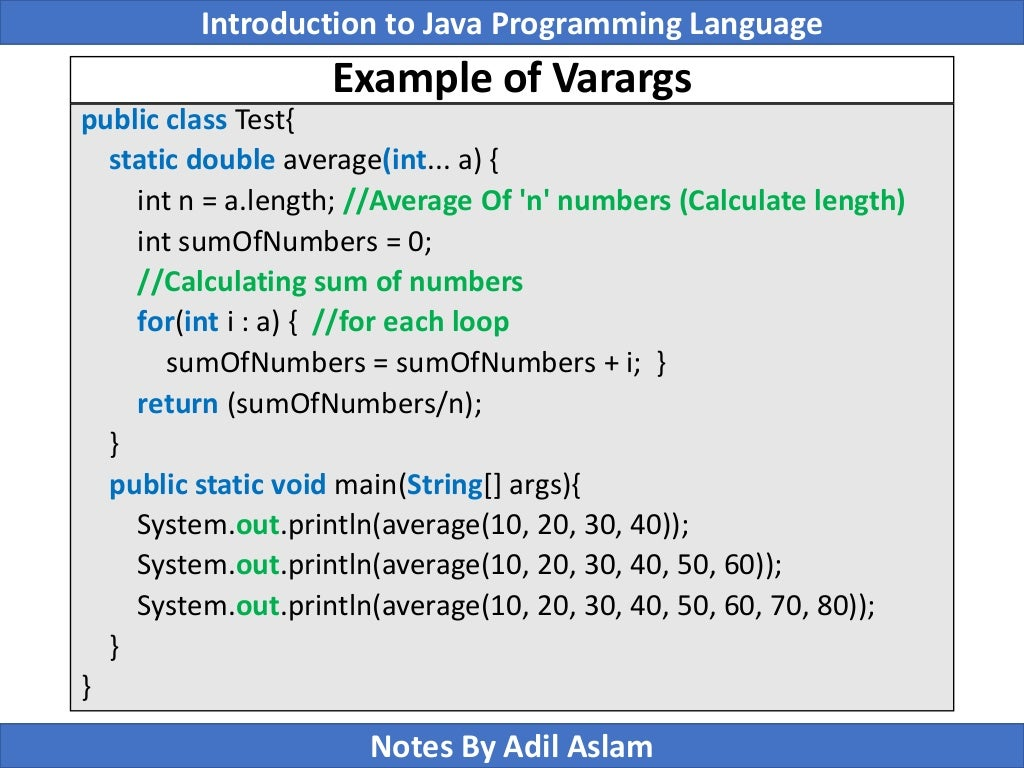 Introduction to Java Programming Language
Example of Varargs
public class Test{
static double average(int... a) {
int n = a.length; //Average Of 'n' numbers (Calculate length)
int sumOfNumbers = 0;
//Calculating sum of numbers
for(int i : a) { //for each loop
sumOfNumbers = sumOfNumbers + i; }
return (sumOfNumbers/n);
}
public static void main(String[] args){
System.out.println(average(10, 20, 30, 40));
System.out.println(average(10, 20, 30, 40, 50, 60));
System.out.println(average(10, 20, 30, 40, 50, 60, 70, 80));
}
}
Notes By Adil Aslam